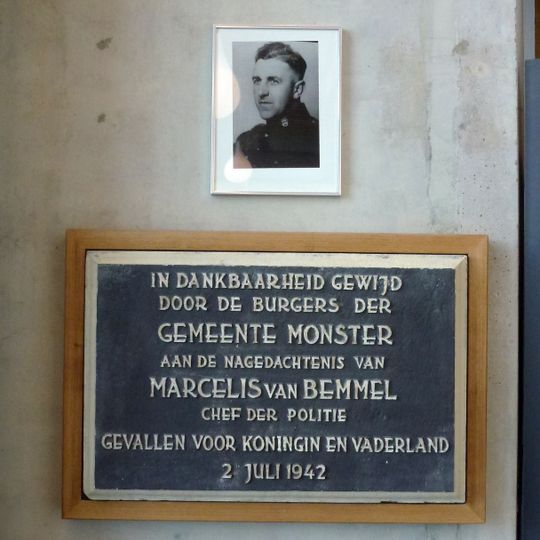 IN DANKBAARHEID GEWIJD
DOOR DE BURGERS DER
GEMEENTE MONSTER
AAN DE NAGEDACHTENIS VAN
MARCELIS VAN BEMMEL
CHEF DER POLITIE
GEVALLEN VOOR KONINGIN EN VADERLAND
2 JULI 1942